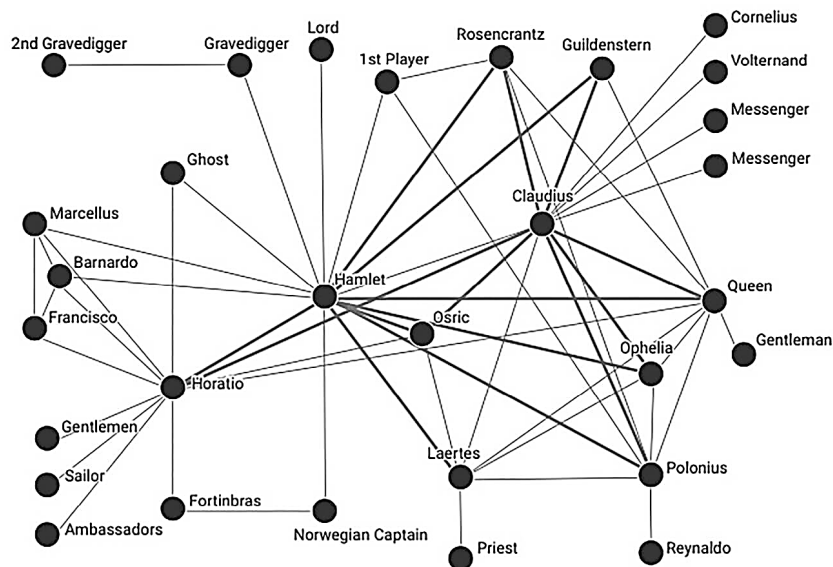 Lord
2nd Gravedigger
Gravedigger
1st Player
Rosencrantz
Guildenstern
Cornelius
Volternand
Messenger
Messenger
Ghost
Claudius
Marcellus
Barnardo
Hamlet
Queen
Francisco
Osric
Gentleman
Ophelia
Horatio
Gentlemen
Laertes
Polonius
Sailor
Fortinbras
Ambassadors
Norwegian Captain
Priest
Reynaldo